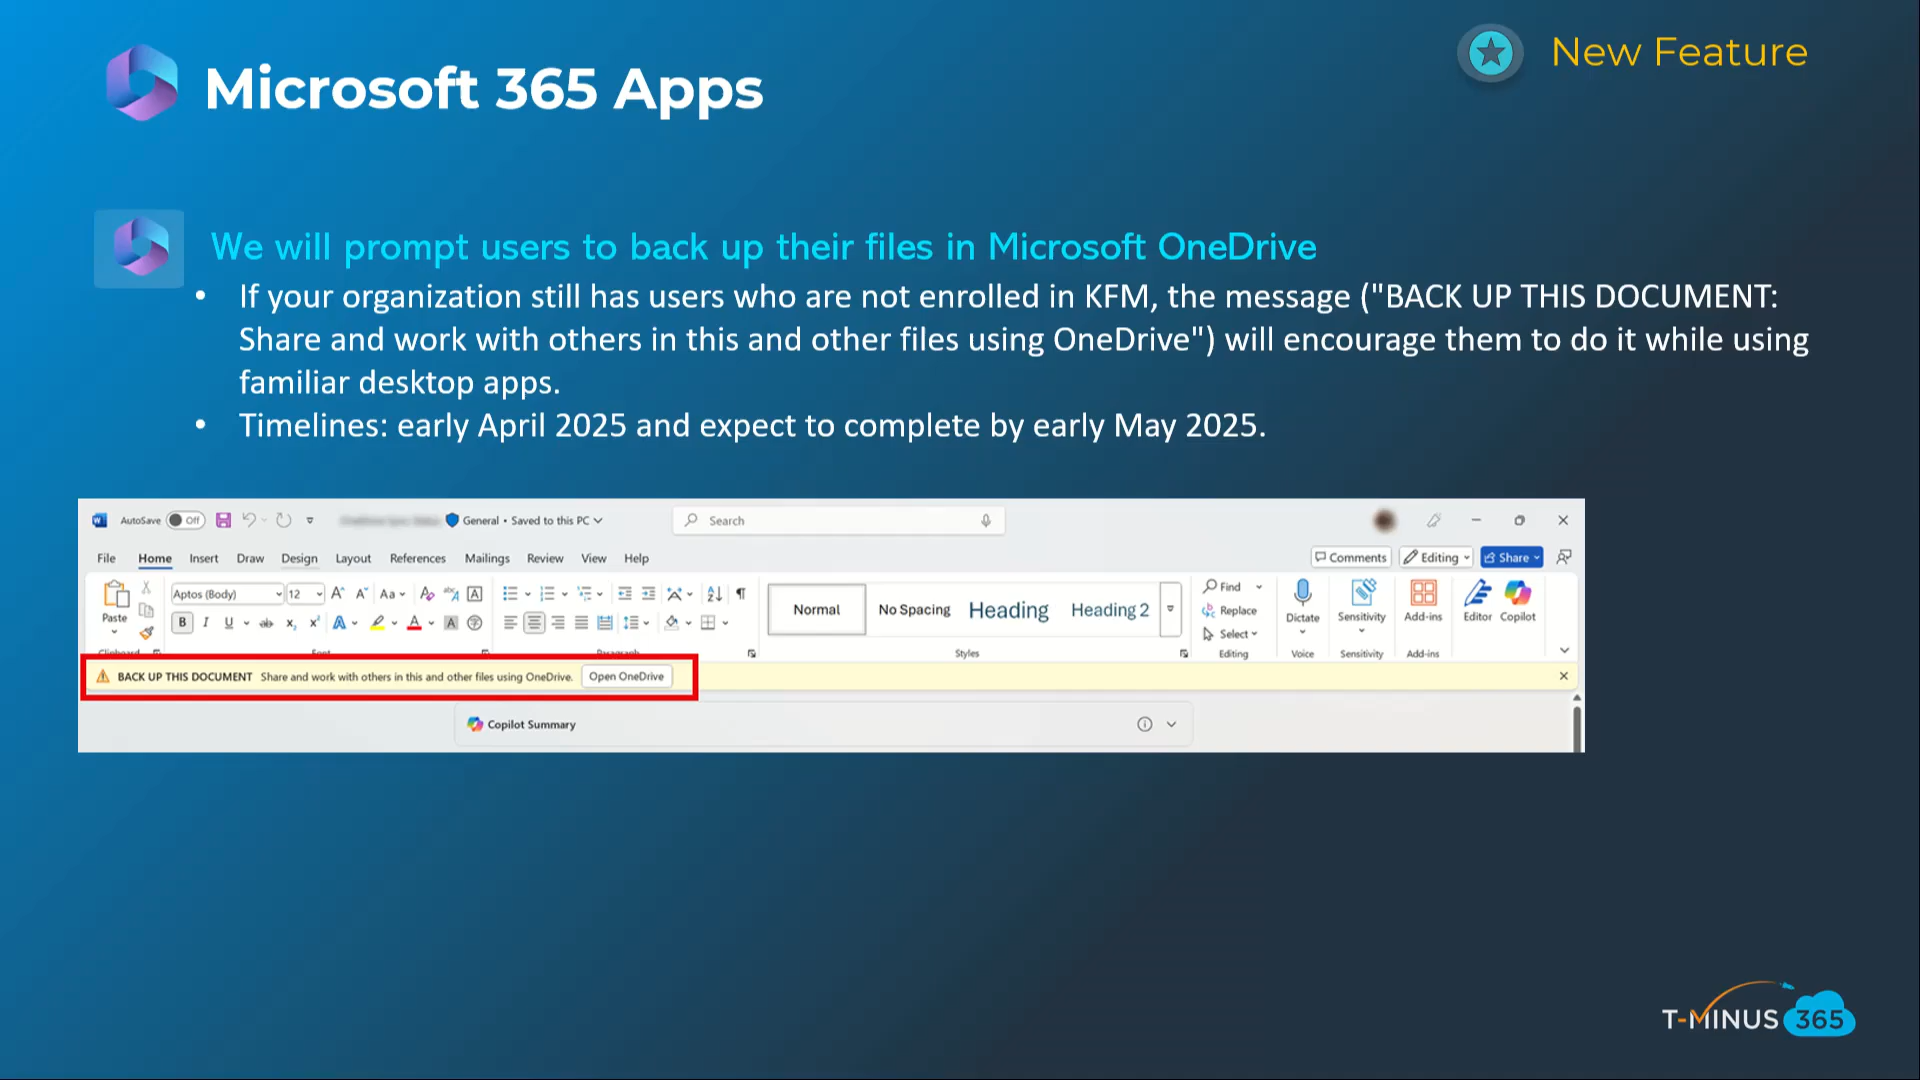 Microsoft 365 Apps
New Feature
We will prompt users to back up their files in Microsoft OneDrive
• If your organization still has users who are not enrolled in KFM, the message ("BACK UP THIS DOCUMENT:
Share and work with others in this and other files using OneDrive") will encourage them to do it while using
familiar desktop apps.
• Timelines: early April 2025 and expect to complete by early May 2025.
AutoSave Off General • Saved to this PC Search
File Home Insert Draw Design Layout References Mailings Review View Help Comments Editing Share
Paste Aptos (Body) 12 Aa Normal No Spacing Heading Heading 2 Find Replace Select Dictate Sensitivity Add-ins Editor Copilot
Clipboard Font Paragraph Styles Editing Voice Sensitivity Add-ins
BACK UP THIS DOCUMENT Share and work with others in this and other files using OneDrive. Open OneDrive
Copilot Summary
T-MINUS 365